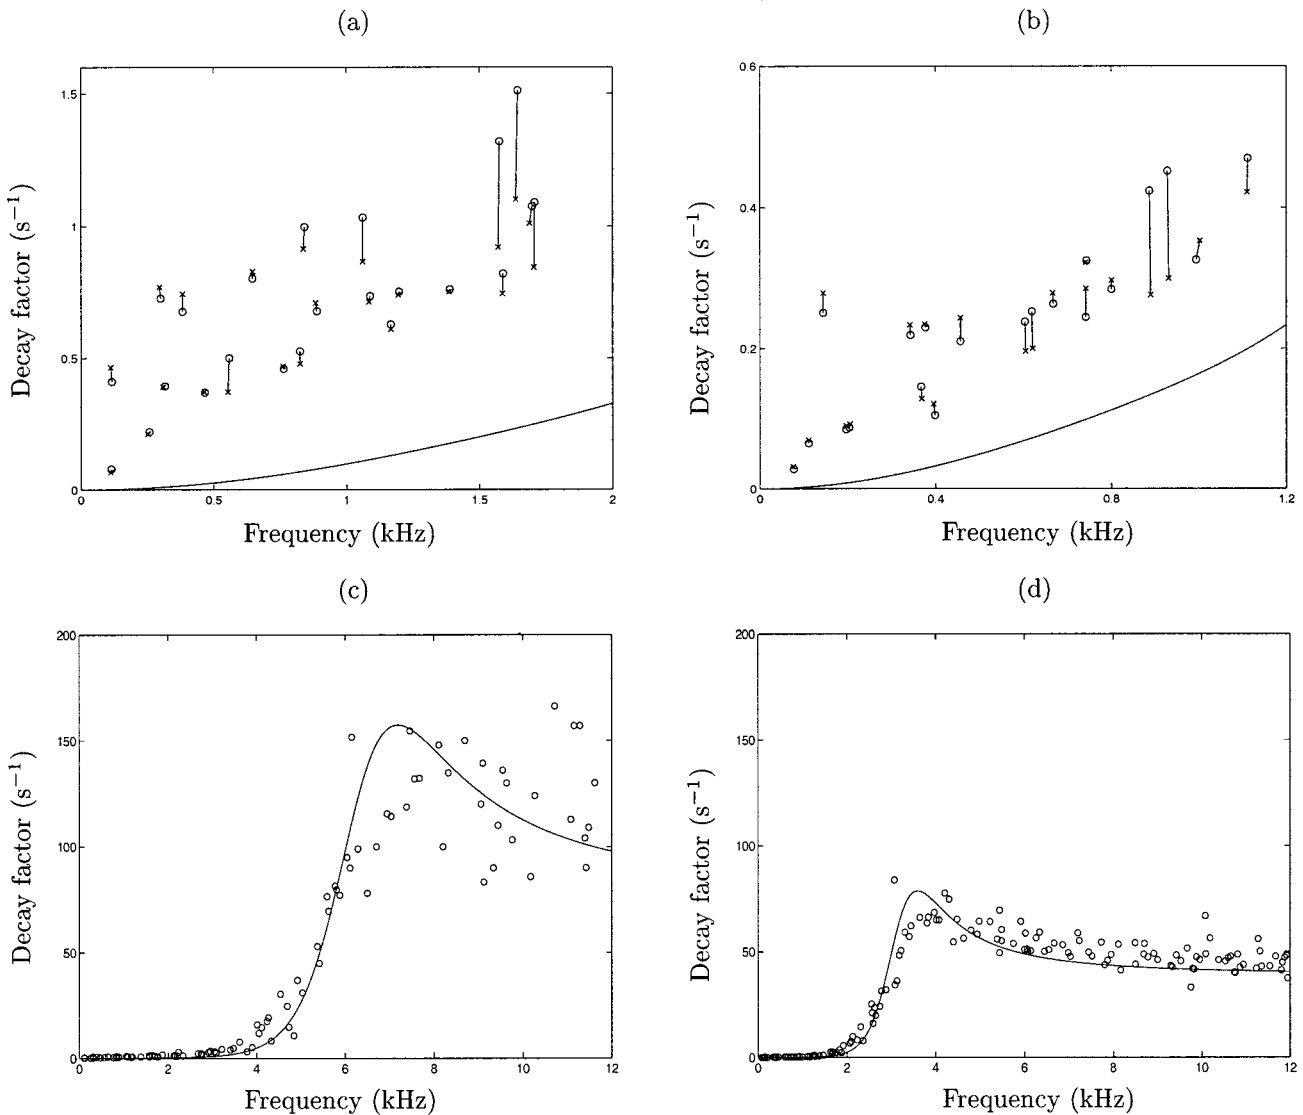 (a)
1.5
1
0.5
0
0 0.5 1 1.5 2
Decay factor (s⁻¹)
Frequency (kHz)
(b)
0.6
0.4
0.2
0
0 0.4 0.8 1.2
Decay factor (s⁻¹)
Frequency (kHz)
(c)
200
150
100
50
0
0 2 4 6 8 10 12
Decay factor (s⁻¹)
Frequency (kHz)
(d)
200
150
100
50
0
0 2 4 6 8 10 12
Decay factor (s⁻¹)
Frequency (kHz)